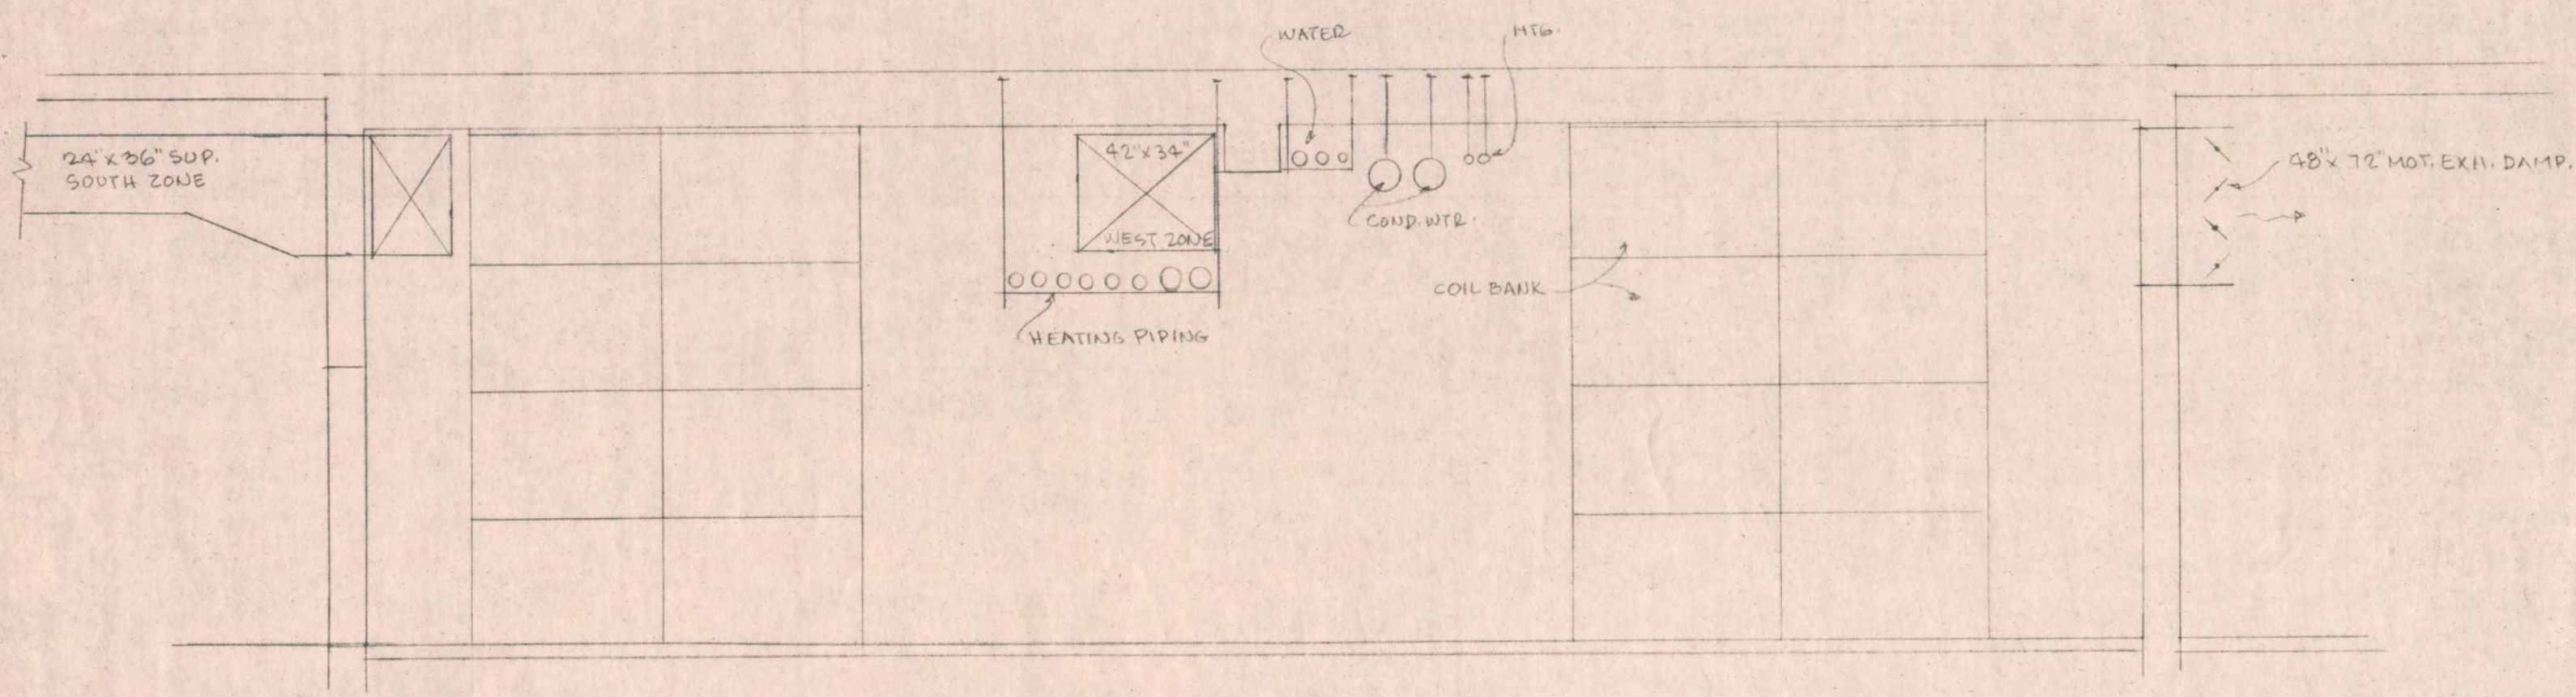 WATER
HTG.
24"X36" SUP.
SOUTH ZONE
42"X34"
WEST ZONE
48"X 72" MOT. EXH. DAMP.
COND. WTR.
COIL BANK
HEATING PIPING